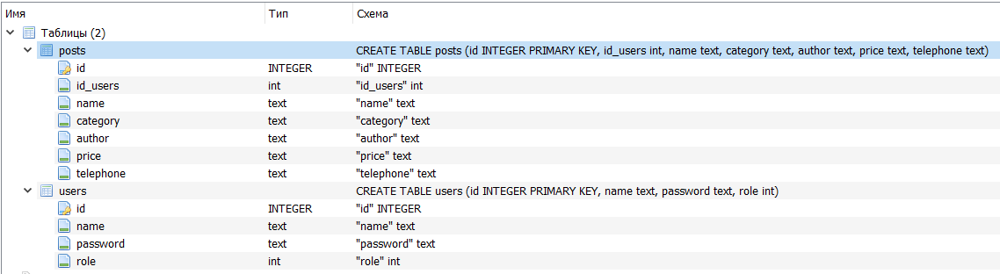 Имя Тип Схема
Таблицы (2)
posts CREATE TABLE posts (id INTEGER PRIMARY KEY, id_users int, name text, category text, author text, price text, telephone text)
id INTEGER "id" INTEGER
id_users int "id_users" int
name text "name" text
category text "category" text
author text "author" text
price text "price" text
telephone text "telephone" text
users CREATE TABLE users (id INTEGER PRIMARY KEY, name text, password text, role int)
id INTEGER "id" INTEGER
name text "name" text
password text "password" text
role int "role" int